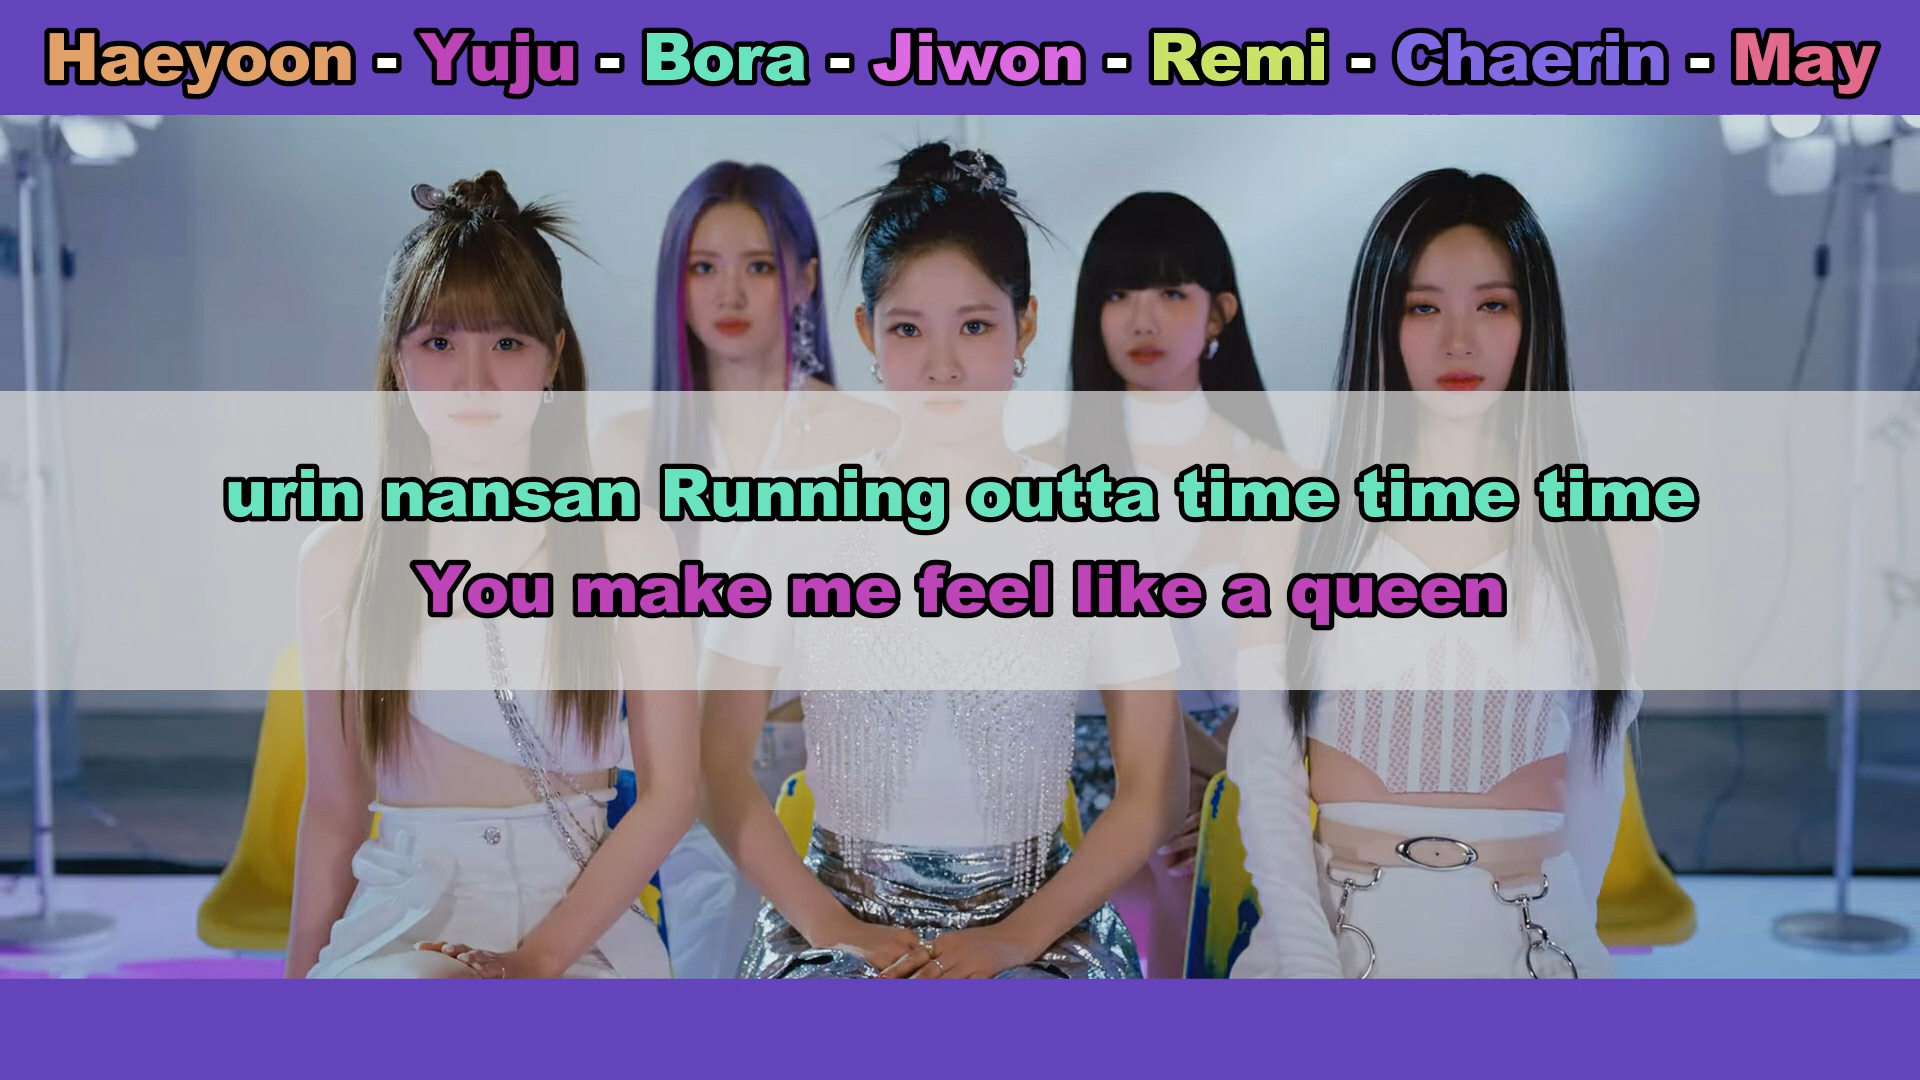 Haeyoon - Yuju - Bora - Jiwon - Remi - Chaerin - May
urin nansan Running outta time time time
You make me feel like a queen